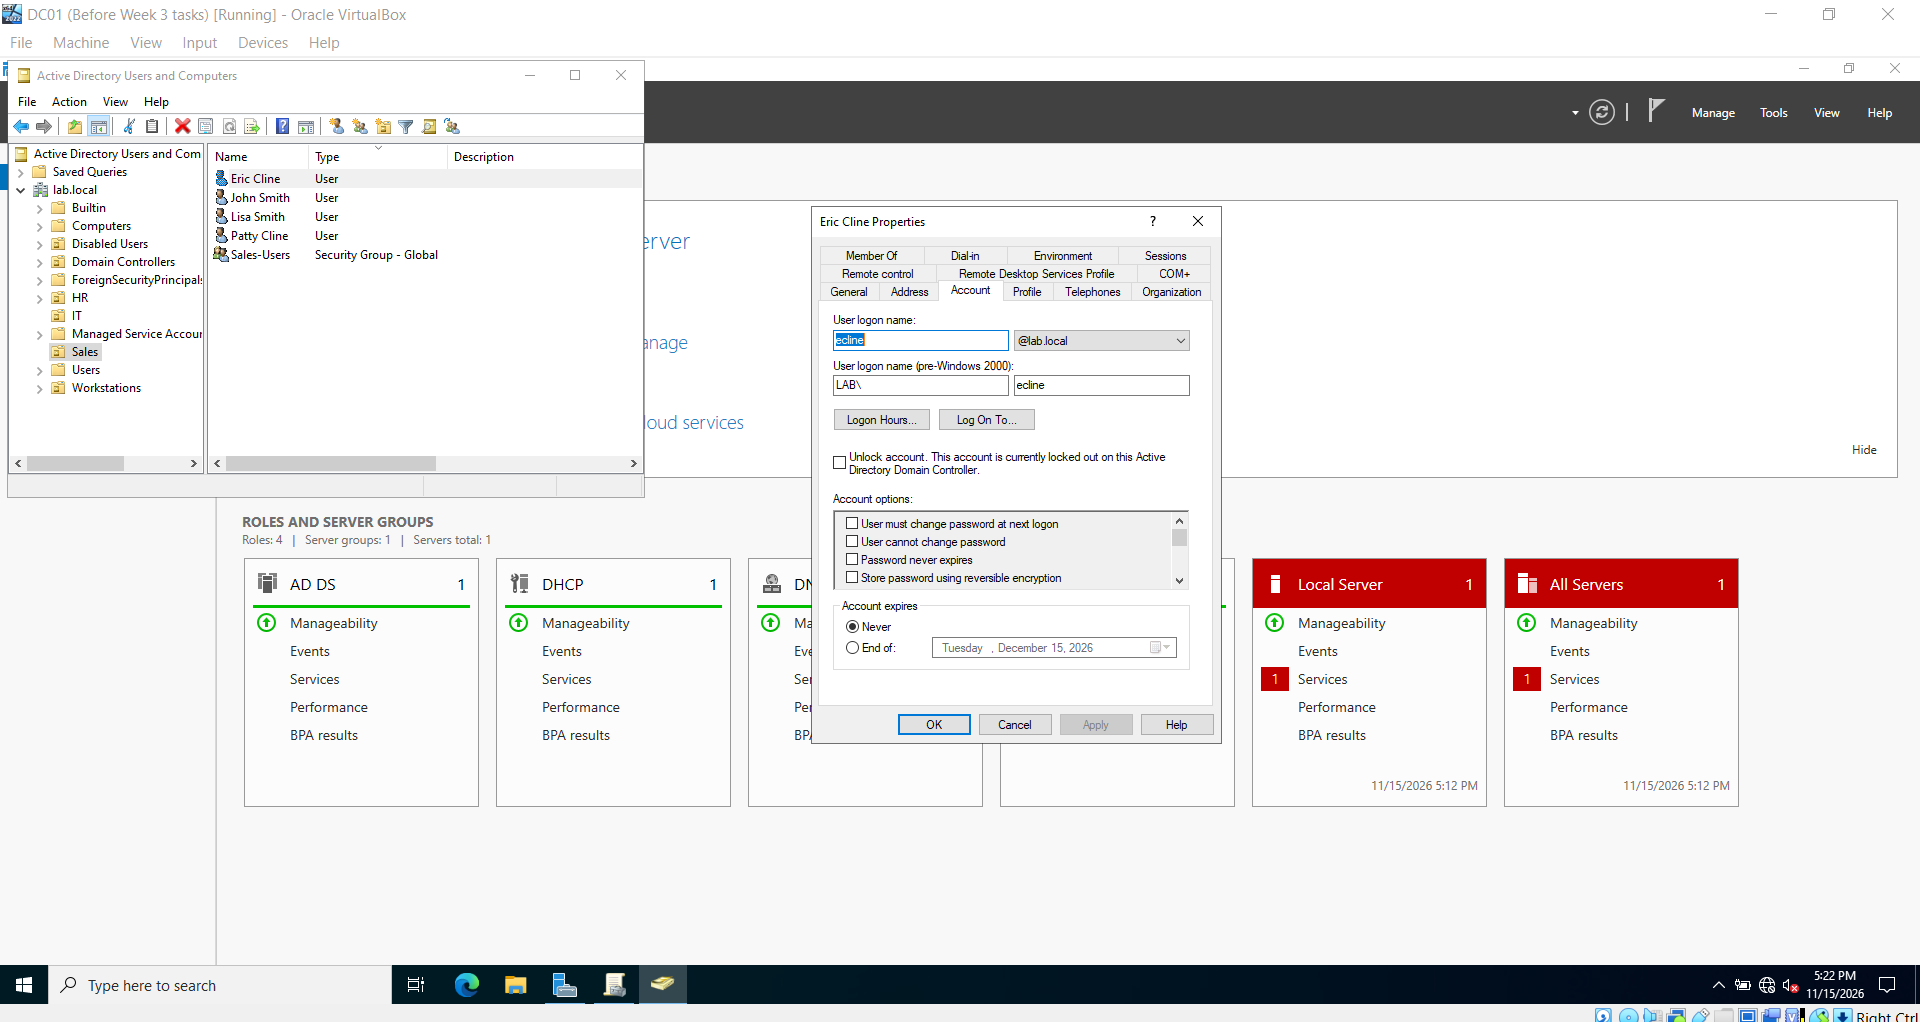 DC01 (Before Week 3 tasks) [Running] - Oracle VirtualBox
File Machine View Input Devices Help
Active Directory Users and Computers
File Action View Help
Manage Tools View Help
Active Directory Users and Com
Saved Queries
lab.local
Builtin
Computers
Disabled Users
Domain Controllers
ForeignSecurityPrincipals
HR
IT
Managed Service Accour
Sales
Users
Workstations
Name Type Description
Eric Cline User
John Smith User
Lisa Smith User
Patty Cline User
Sales-Users Security Group - Global
erver
anage
loud services
Hide
Eric Cline Properties ?
Member Of Dial-in Environment Sessions
Remote control Remote Desktop Services Profile COM+
General Address Account Profile Telephones Organization
User logon name:
ecline @lab.local
User logon name (pre-Windows 2000):
LAB\ ecline
Logon Hours... Log On To...
Unlock account. This account is currently locked out on this Active
Directory Domain Controller.
Account options:
User must change password at next logon
User cannot change password
Password never expires
Store password using reversible encryption
Account expires
Never
End of: Tuesday , December 15, 2026
OK Cancel Apply Help
ROLES AND SERVER GROUPS
Roles: 4 | Server groups: 1 | Servers total: 1
AD DS 1
Manageability
Events
Services
Performance
BPA results
DHCP 1
Manageability
Events
Services
Performance
BPA results
DN
Ma
Eve
Ser
Per
BPA
Local Server 1
Manageability
Events
1 Services
Performance
BPA results
11/15/2026 5:12 PM
All Servers 1
Manageability
Events
1 Services
Performance
BPA results
11/15/2026 5:12 PM
Type here to search
5:22 PM
11/15/2026
Right Ctrl